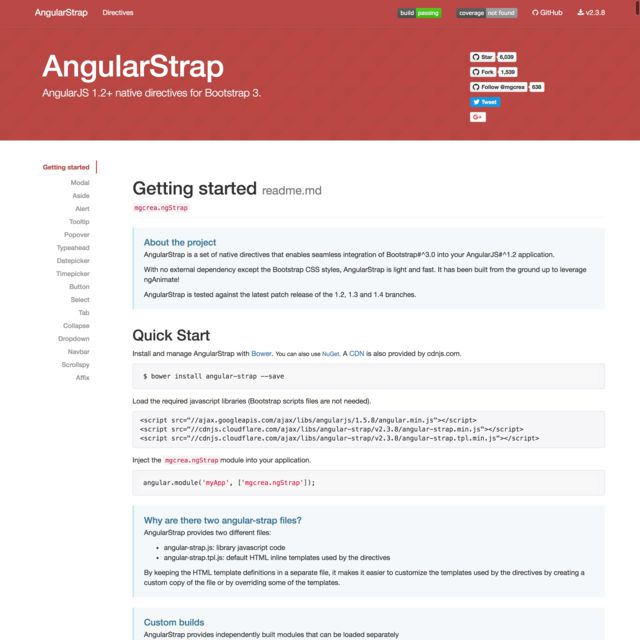 AngularStrap Directives build passing coverage not found GitHub v2.3.8
AngularStrap
AngularJS 1.2+ native directives for Bootstrap 3.
Star 6,039
Fork 1,539
Follow @mgcrea 638
Tweet
G+
Getting started
Modal
Aside
Alert
Tooltip
Popover
Typeahead
Datepicker
Timepicker
Button
Select
Tab
Collapse
Dropdown
Navbar
Scrollspy
Affix
Getting started readme.md
mgcrea.ngStrap
About the project
AngularStrap is a set of native directives that enables seamless integration of Bootstrap#^3.0 into your AngularJS#^1.2 application.
With no external dependency except the Bootstrap CSS styles, AngularStrap is light and fast. It has been built from the ground up to leverage
ngAnimate!
AngularStrap is tested against the latest patch release of the 1.2, 1.3 and 1.4 branches.
Quick Start
Install and manage AngularStrap with Bower. You can also use NuGet. A CDN is also provided by cdnjs.com.
$ bower install angular-strap --save
Load the required javascript libraries (Bootstrap scripts files are not needed).
<script src="//ajax.googleapis.com/ajax/libs/angularjs/1.5.8/angular.min.js"></script>
<script src="//cdnjs.cloudflare.com/ajax/libs/angular-strap/v2.3.8/angular-strap.min.js"></script>
<script src="//cdnjs.cloudflare.com/ajax/libs/angular-strap/v2.3.8/angular-strap.tpl.min.js"></script>
Inject the mgcrea.ngStrap module into your application.
angular.module('myApp', ['mgcrea.ngStrap']);
Why are there two angular-strap files?
AngularStrap provides two different files:
• angular-strap.js: library javascript code
• angular-strap.tpl.js: default HTML inline templates used by the directives
By keeping the HTML template definitions in a separate file, it makes it easier to customize the templates used by the directives by creating a
custom copy of the file or by overriding some of the templates.
Custom builds
AngularStrap provides independently built modules that can be loaded separately